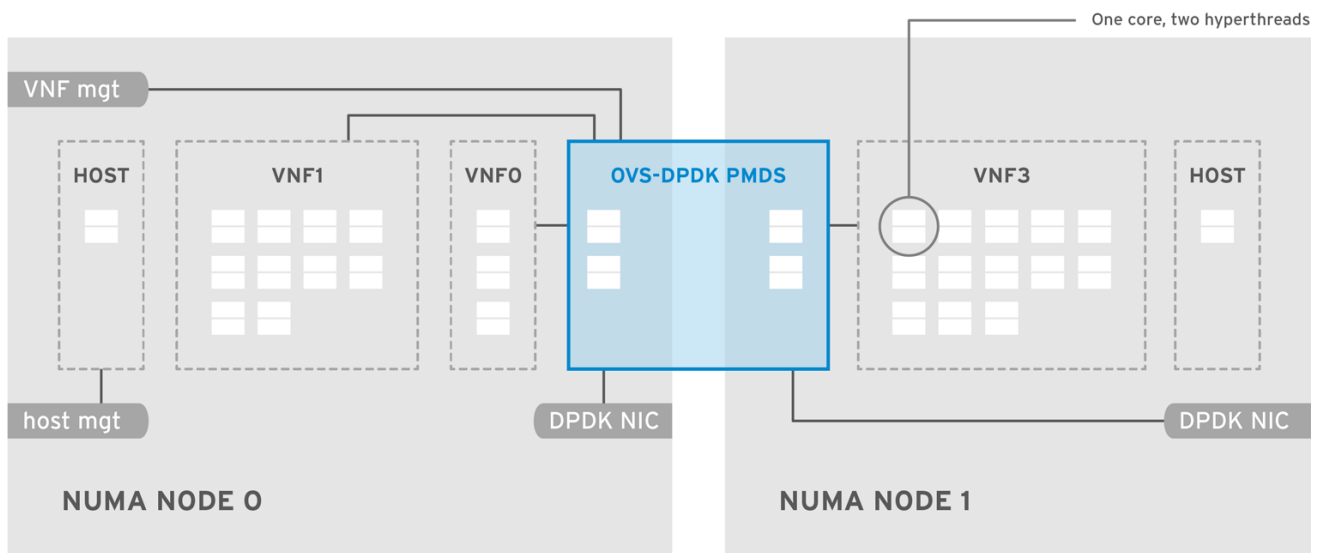 One core, two hyperthreads
VNF mgt
HOST
VNF1
VNF0
OVS-DPDK PMDS
VNF3
HOST
host mgt
DPDK NIC
DPDK NIC
NUMA NODE 0
NUMA NODE 1